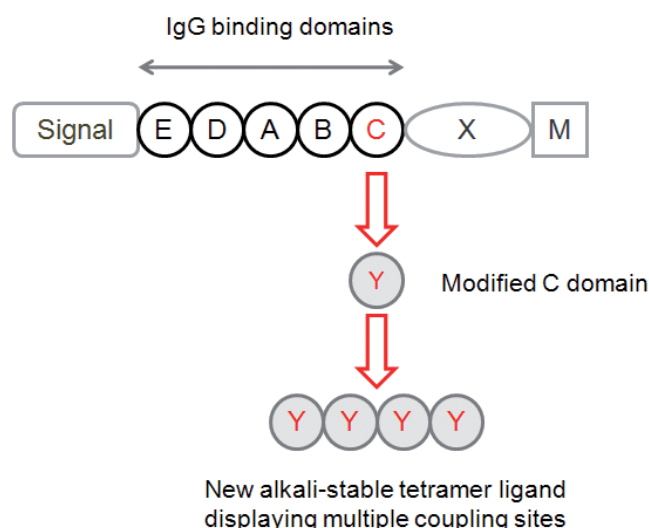 IgG binding domains
Signal E D A B C X M
Y Modified C domain
Y Y Y Y
New alkali-stable tetramer ligand
displaying multiple coupling sites